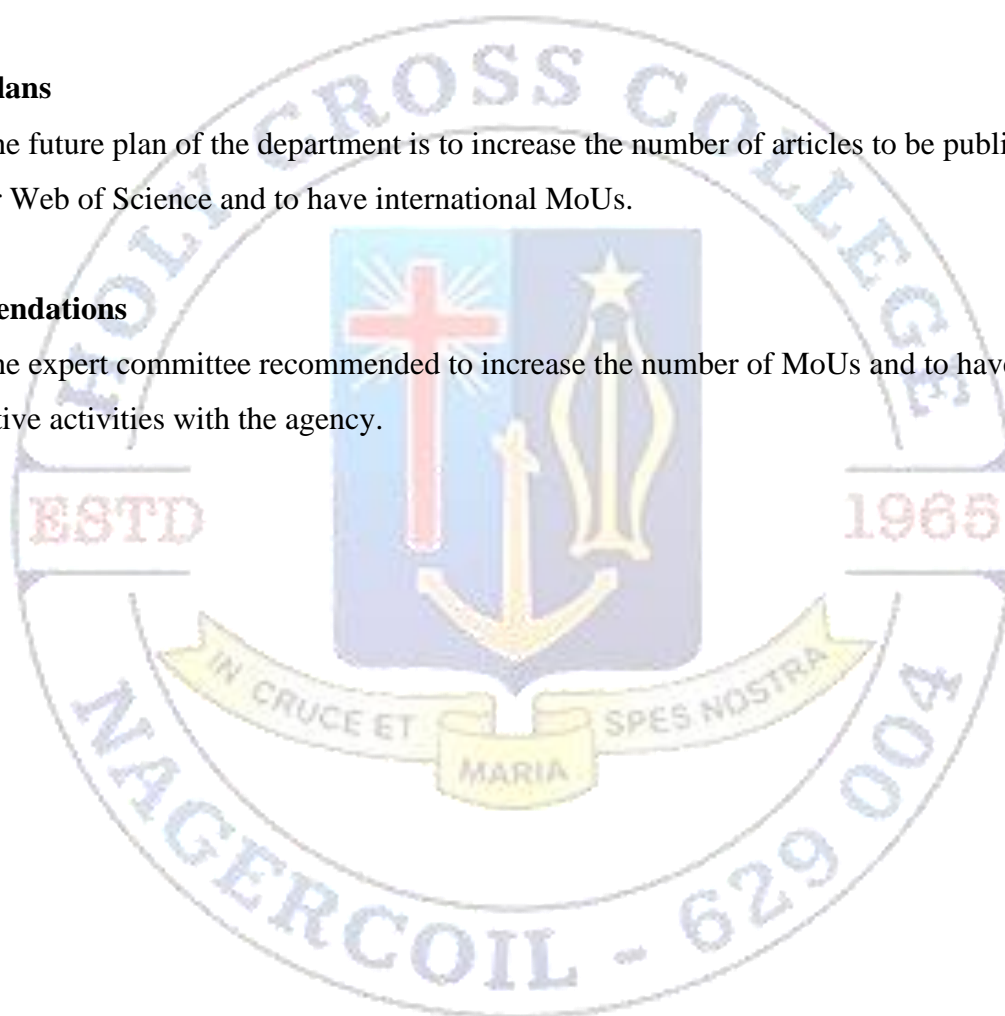 lans
ne future plan of the department is to increase the number of articles to be publi
r Web of Science and to have international MoUs.
endations
ne expert committee recommended to increase the number of MoUs and to have
tive activities with the agency.
HOLY CROSS COLLEGE
ESTD 1965
IN CRUCE ET MARIA SPES NOSTRA
NAGERCOIL - 629 004